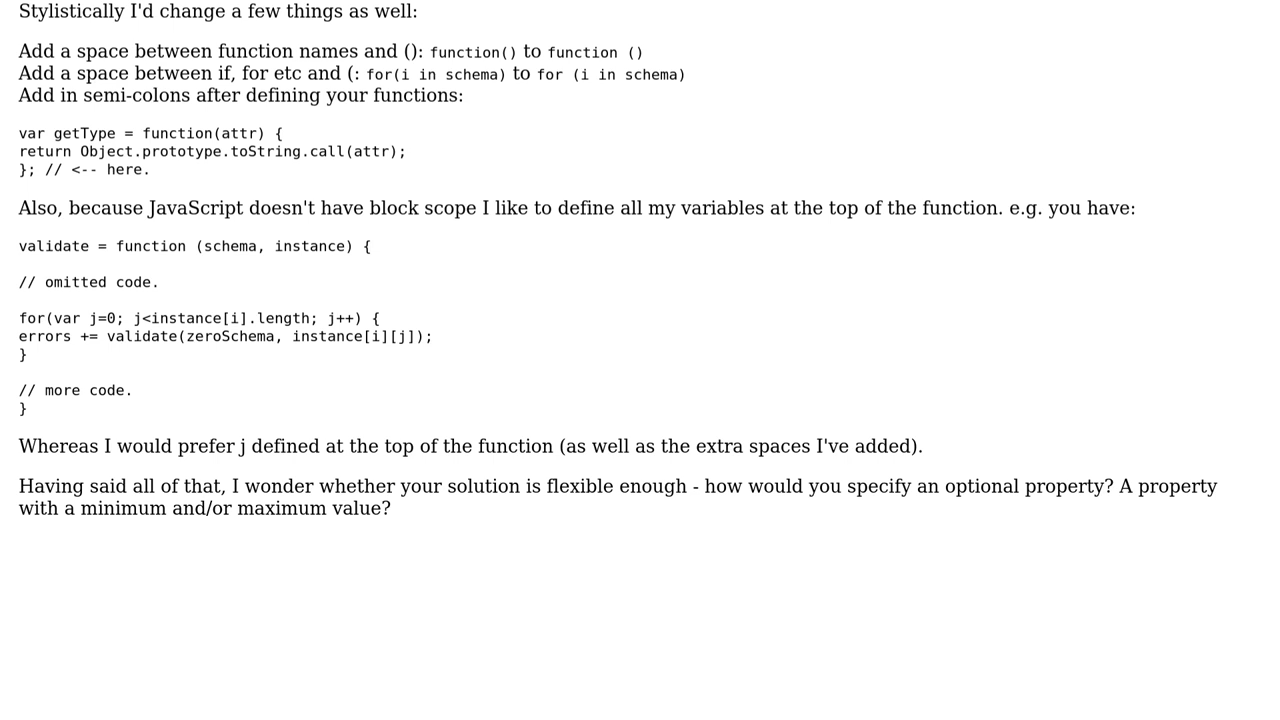 Stylistically I'd change a few things as well:
Add a space between function names and (): function() to function ()
Add a space between if, for etc and (: for(i in schema) to for (i in schema)
Add in semi-colons after defining your functions:
var getType = function(attr) {
return Object.prototype.toString.call(attr);
}; // <-- here.
Also, because JavaScript doesn't have block scope I like to define all my variables at the top of the function. e.g. you have:
validate = function (schema, instance) {
// omitted code.
for(var j=0; j<instance[i].length; j++) {
errors += validate(zeroSchema, instance[i][j]);
}
// more code.
}
Whereas I would prefer j defined at the top of the function (as well as the extra spaces I've added).
Having said all of that, I wonder whether your solution is flexible enough - how would you specify an optional property? A property
with a minimum and/or maximum value?